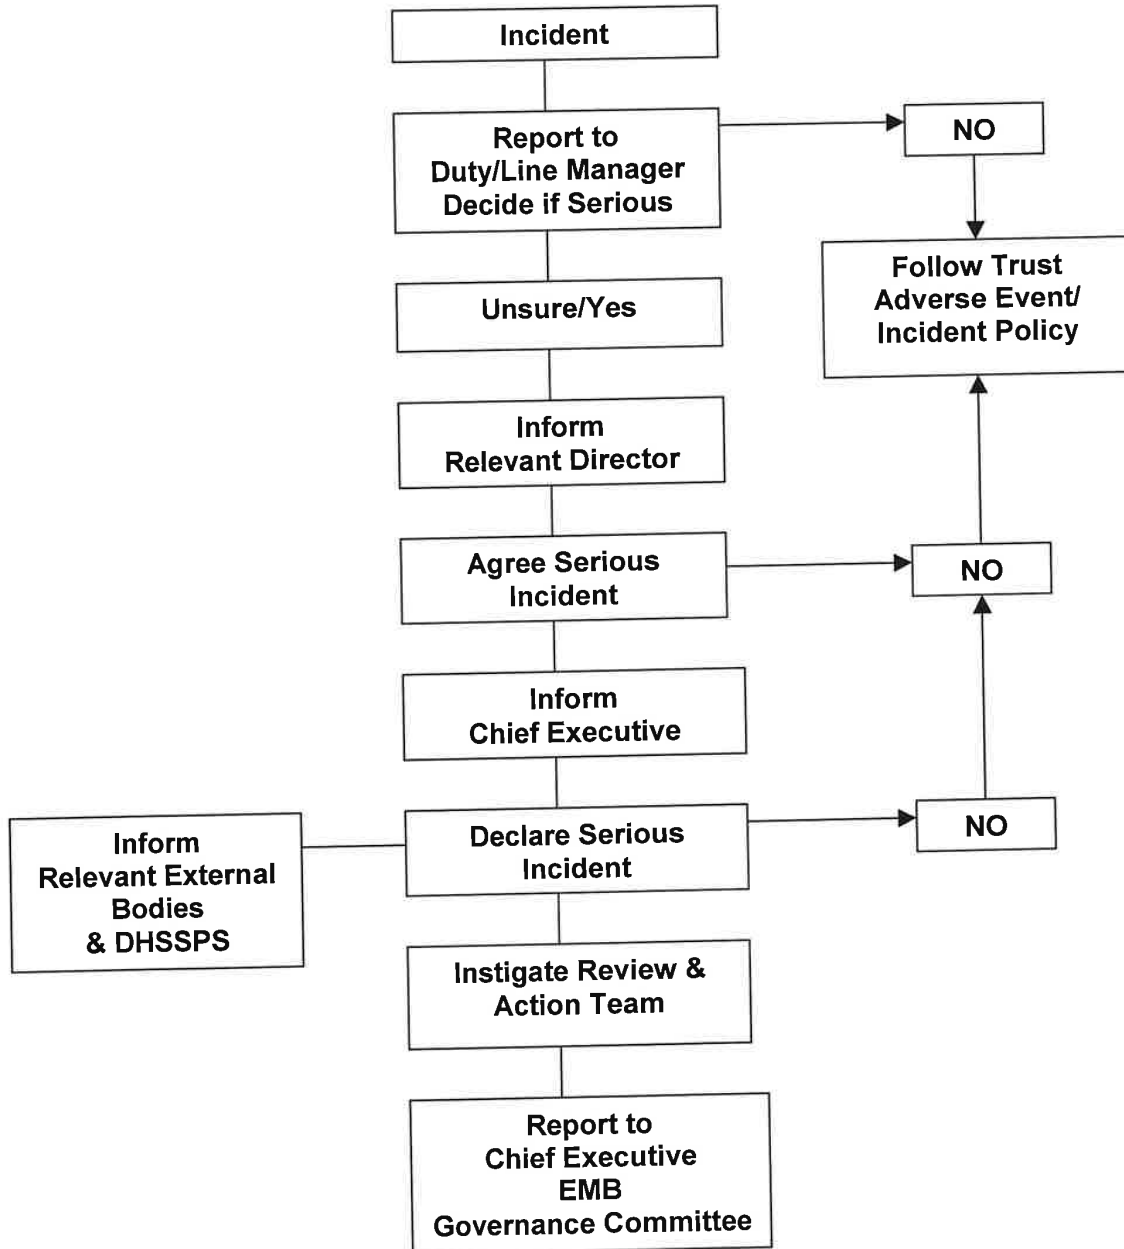 Incident
Report to
Duty/Line Manager
Decide if Serious
NO
Follow Trust
Adverse Event/
Incident Policy
Unsure/Yes
Inform
Relevant Director
Agree Serious
Incident
NO
Inform
Chief Executive
Declare Serious
Incident
NO
Inform
Relevant External
Bodies
& DHSSPS
Instigate Review &
Action Team
Report to
Chief Executive
EMB
Governance Committee